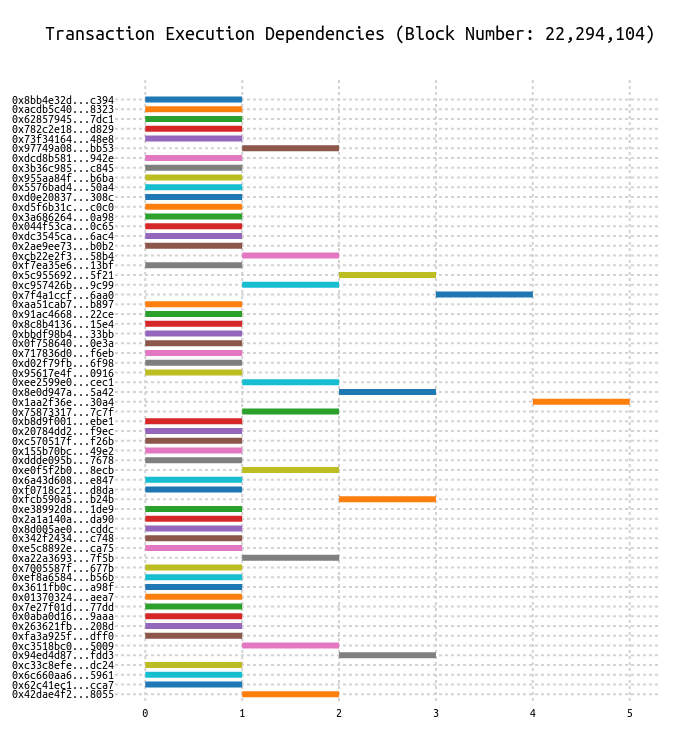 Transaction Execution Dependencies (Block Number: 22,294,104)
0x8bb4e32d...c394
0xacdb5c40...8323
0x62857945...7dc1
0x782c2e18...d829
0x73f34164...48e8
0x97749a08...bb53
0xdcd8b581...942e
0x3b36c985...c845
0x955aa84f...b6ba
0x5576bad4...50a4
0xd0e20837...308c
0xd5f6b31c...c0c0
0x3a686264...0a98
0x044f53ca...0c65
0xdc3545ca...6ac4
0x2ae9ee73...b0b2
0xcb22e2f3...58b4
0xf7ea35e6...13bf
0x5c955692...5f21
0xc957426b...9c99
0x7f4a1ccf...6aa0
0xaa51cab7...b897
0x91ac4668...22ce
0x8c8b4136...15e4
0xbbdf98b4...33bb
0x0f758640...0e3a
0x717836d0...f6eb
0xd02f79fb...6f98
0x95617e4f...0916
0xee2599e0...cec1
0x8e0d947a...5a42
0x1aa2f36e...30a4
0x75873317...7c7f
0xb8d9f001...ebe1
0x20784dd2...f9ec
0xc570517f...f26b
0x155b70bc...49e2
0xddde095b...7678
0xe0f5f2b0...8ecb
0x6a43d608...e847
0xf0718c21...d8da
0xfcb590a5...b24b
0xe38992d8...1de9
0x2a1a140a...da90
0x8d005ae0...cddc
0x342f2434...c748
0xe5c8892e...ca75
0xa22a3693...7f5b
0x7005587f...677b
0xef8a6584...b56b
0x3611fb0c...a98f
0x01370324...aea7
0x7e27f01d...77dd
0x0aba0d16...9aaa
0x263621fb...208d
0xfa3a925f...dff0
0xc3518bc0...5009
0x94ed4d87...fdd3
0xc33c8efe...dc24
0x6c660aa6...5961
0x62c41ec1...cca7
0x42dae4f2...8055
0 1 2 3 4 5